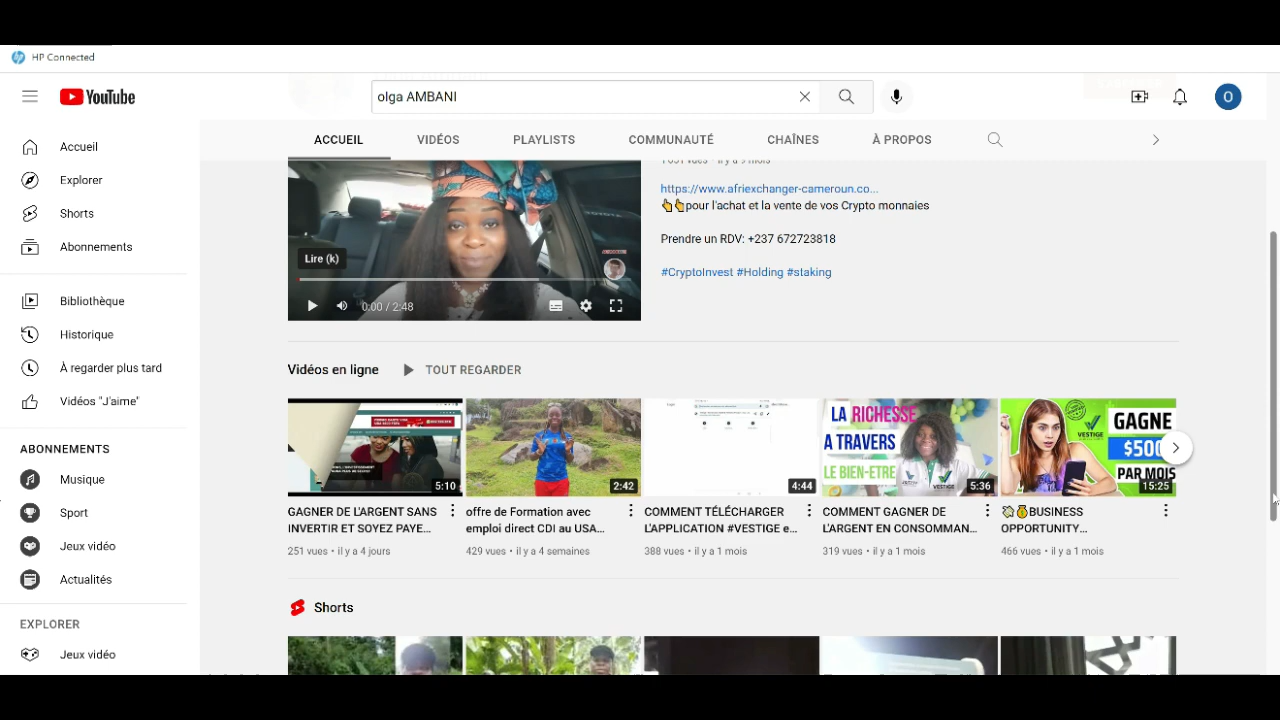 HP Connected
YouTube
olga AMBANI
O
ACCUEIL
VIDÉOS
PLAYLISTS
COMMUNAUTÉ
CHAÎNES
À PROPOS
Accueil
Explorer
Shorts
Abonnements
Bibliothèque
Historique
À regarder plus tard
Vidéos "J'aime"
ABONNEMENTS
Musique
Sport
Jeux vidéo
Actualités
EXPLORER
Jeux vidéo
Lire (k)
0:00 / 2:48
https://www.afriexchanger-cameroun.co...
👆👆pour l'achat et la vente de vos Crypto monnaies
Prendre un RDV: +237 672723818
#CryptoInvest #Holding #staking
Vidéos en ligne
TOUT REGARDER
5:10
GAGNER DE L'ARGENT SANS
INVERTIR ET SOYEZ PAYE...
251 vues • il y a 4 jours
2:42
offre de Formation avec
emploi direct CDI au USA...
429 vues • il y a 4 semaines
4:44
COMMENT TÉLÉCHARGER
L'APPLICATION #VESTIGE e...
388 vues • il y a 1 mois
LA RICHESSE
A TRAVERS
LE BIEN-ETRE
VESTIGE
5:36
COMMENT GAGNER DE
L'ARGENT EN CONSOMMAN...
319 vues • il y a 1 mois
VESTIGE
GAGNE
$500
PAR MOIS
15:25
💸💰BUSINESS
OPPORTUNITY...
466 vues • il y a 1 mois
Shorts